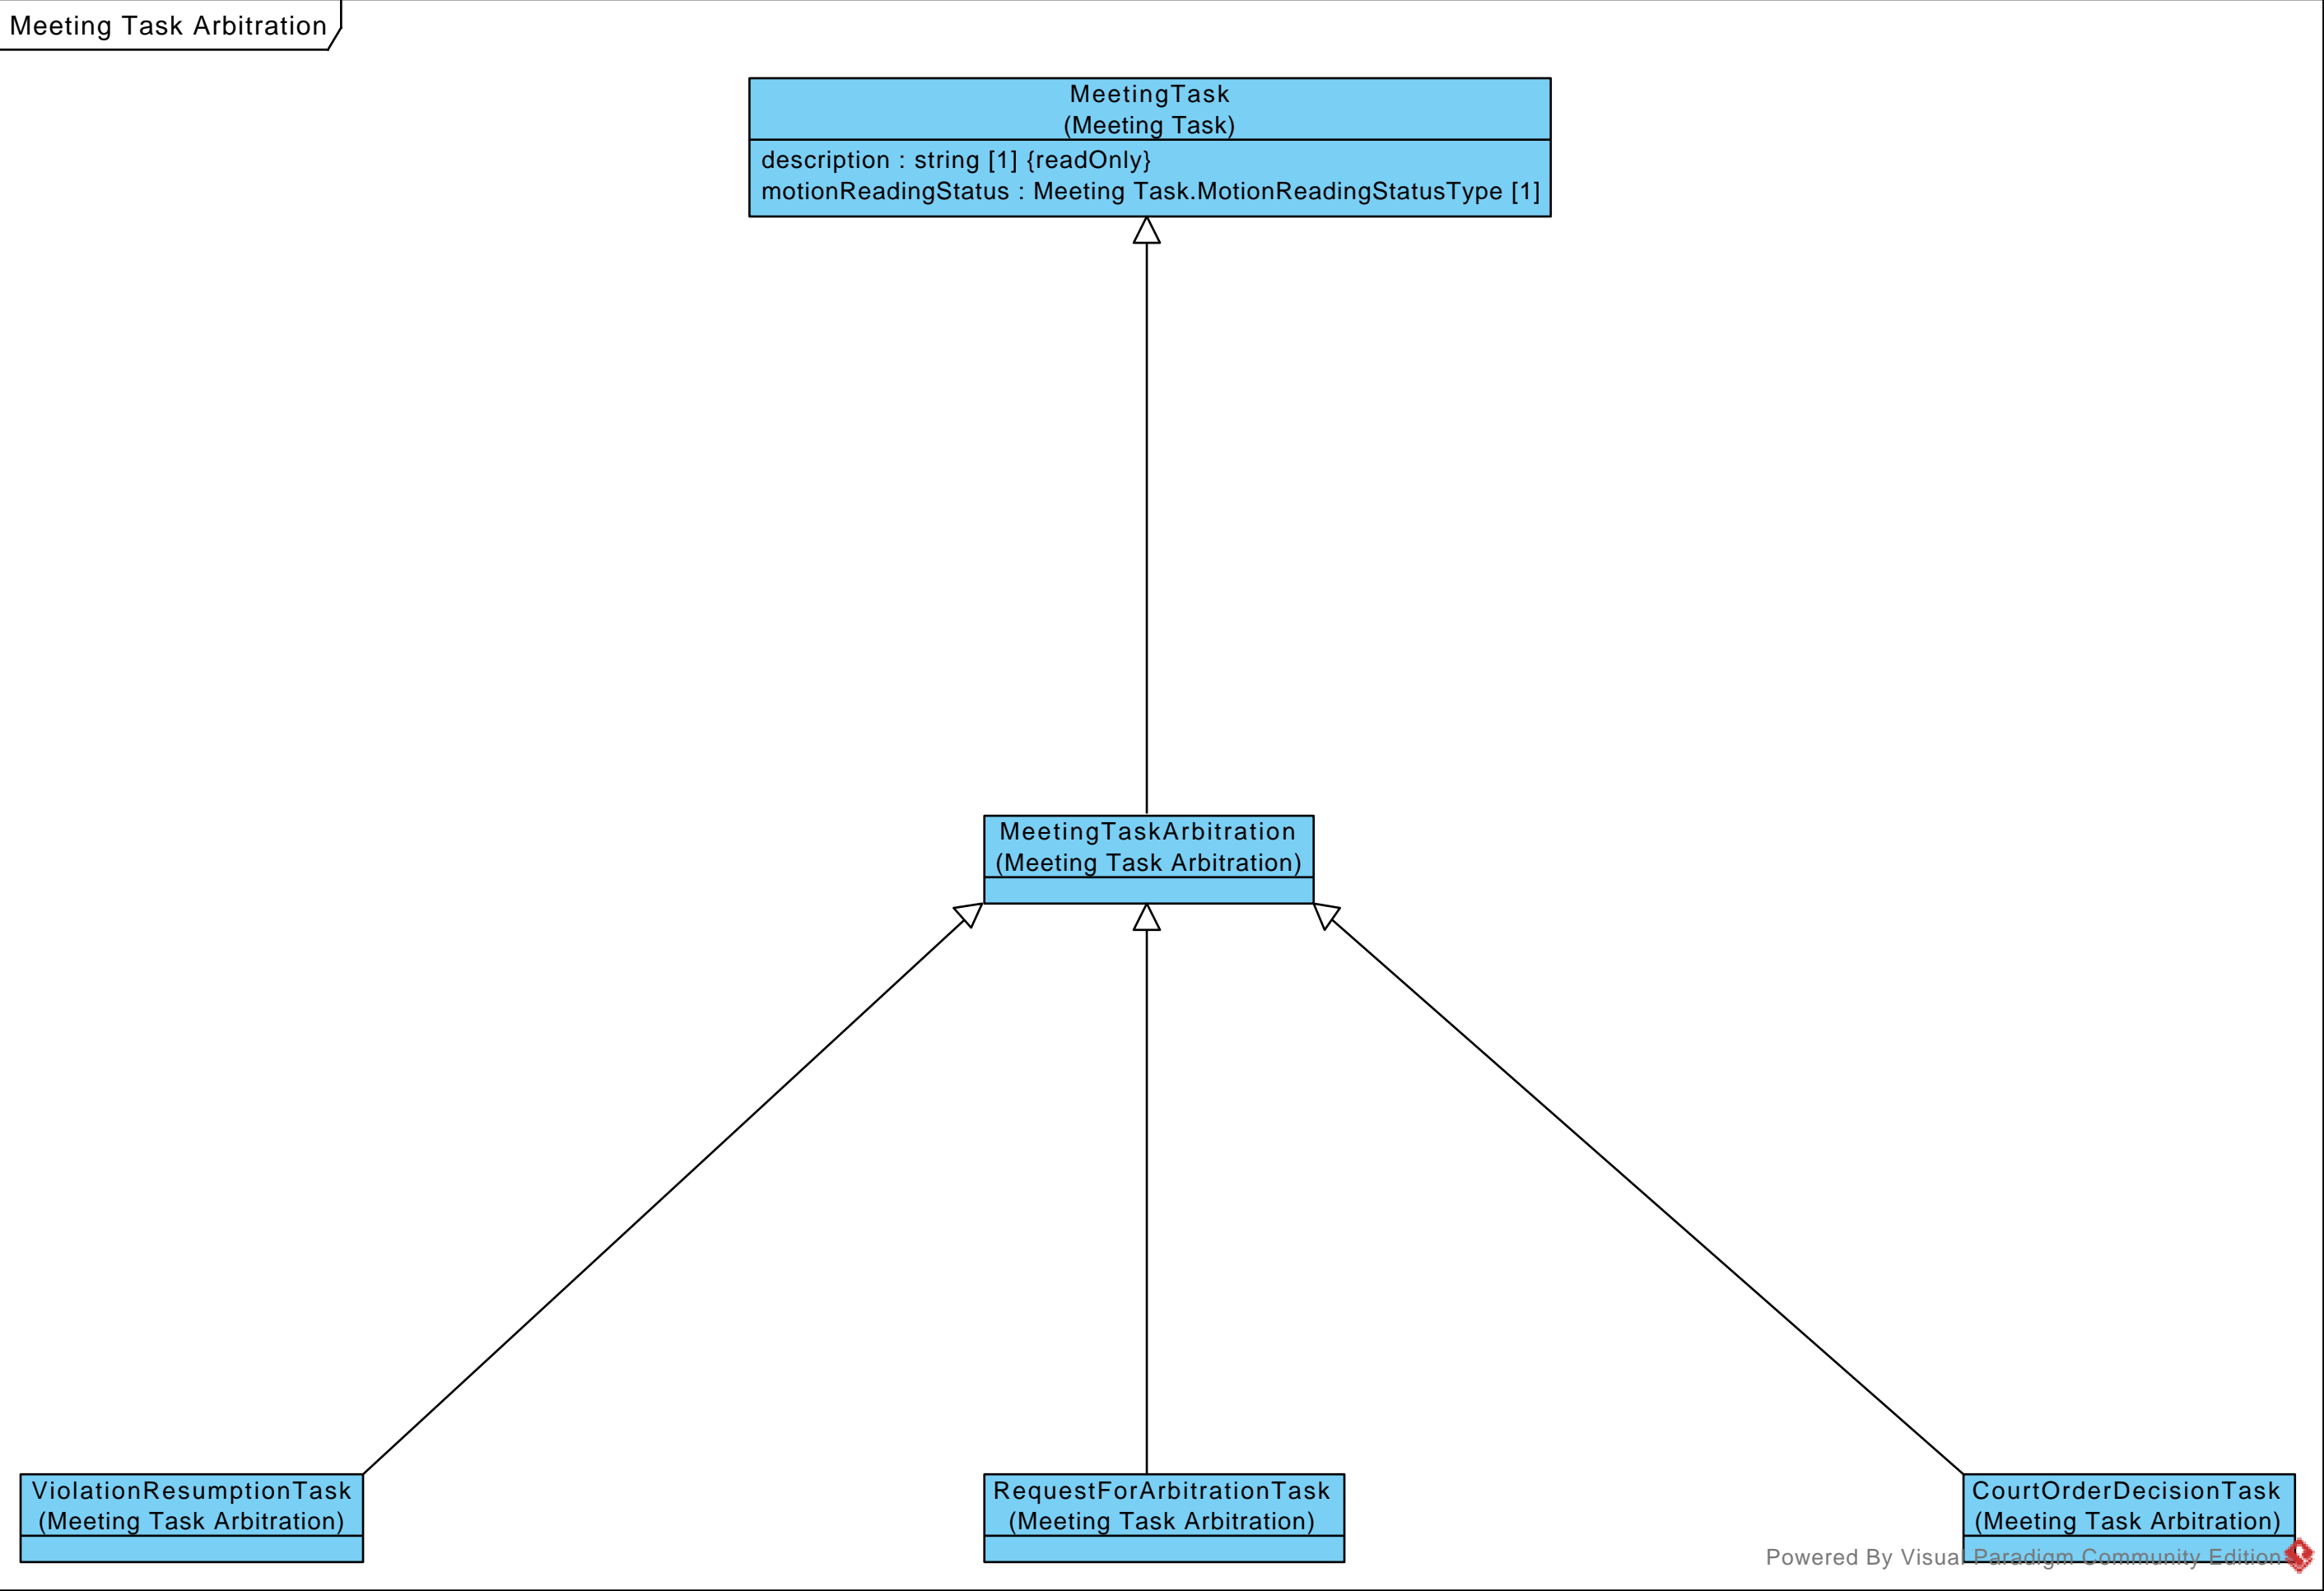 Meeting Task Arbitration
MeetingTask
(Meeting Task)
description : string [1] {readOnly}
motionReadingStatus : Meeting Task.MotionReadingStatusType [1]
MeetingTaskArbitration
(Meeting Task Arbitration)
ViolationResumptionTask
(Meeting Task Arbitration)
RequestForArbitrationTask
(Meeting Task Arbitration)
CourtOrderDecisionTask
(Meeting Task Arbitration)
Powered By Visual Paradigm Community Edition